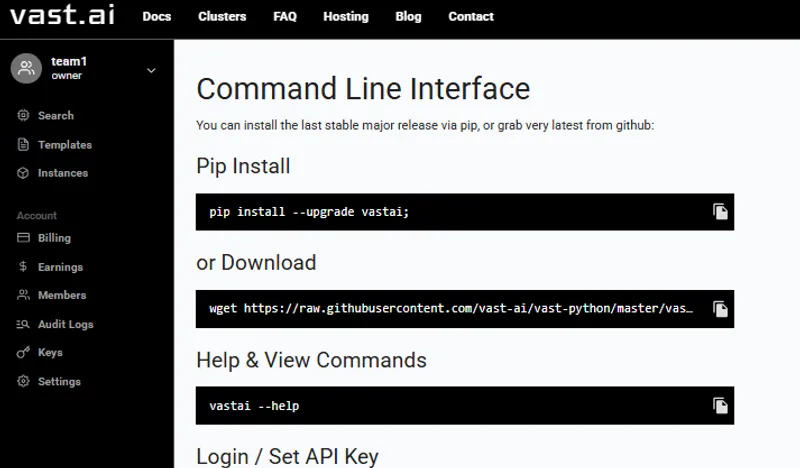 vast.ai
Docs Clusters FAQ Hosting Blog Contact
team1
owner
Search
Templates
Instances
Account
Billing
Earnings
Members
Audit Logs
Keys
Settings
Command Line Interface
You can install the last stable major release via pip, or grab very latest from github:
Pip Install
pip install --upgrade vastai;
or Download
wget https://raw.githubusercontent.com/vast-ai/vast-python/master/vas…
Help & View Commands
vastai --help
Login / Set API Key